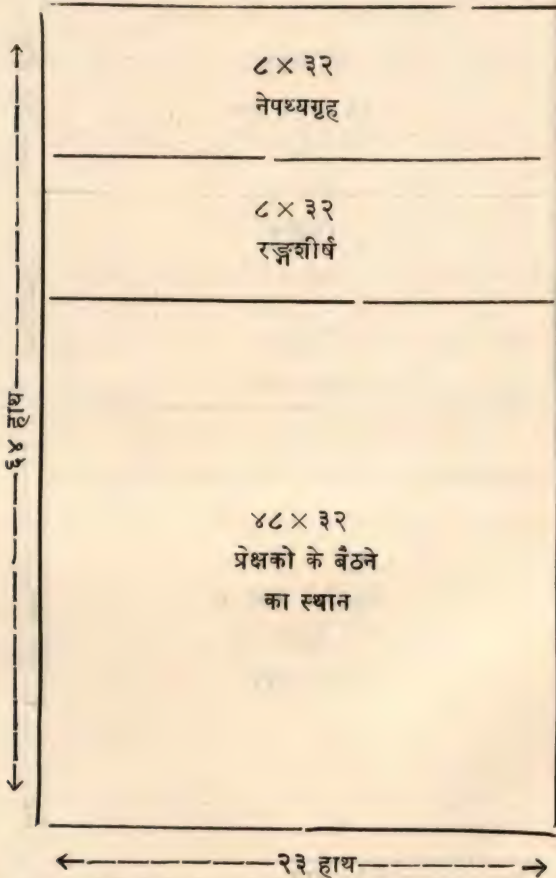 ८ × ३२
नेपथ्यगृह
८ × ३२
रङ्गशीर्ष
६४ हाथ
४८ × ३२
प्रेक्षको के बैठने
का स्थान
२३ हाथ